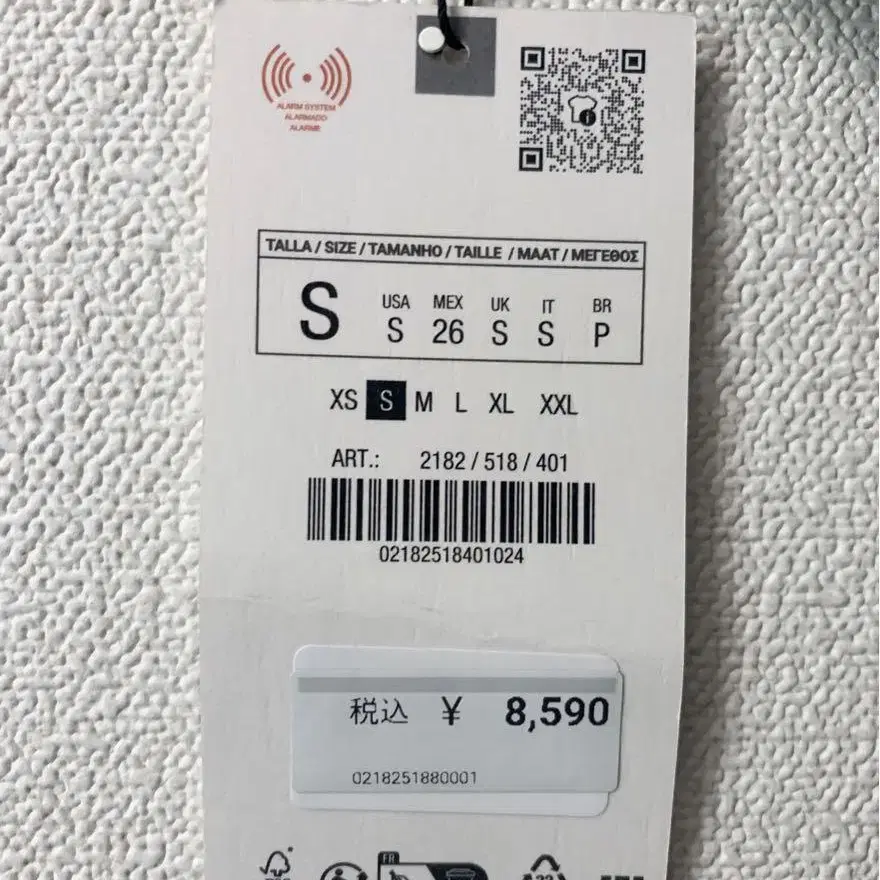 ALARM SYSTEM
ALARMADO
ALARME
TALLA / SIZE / TAMANHO / TAILLE / MAAT / ΜΕΓΕΘΟΣ
S
USA MEX UK IT BR
S 26 S S P
XS S M L XL XXL
ART.: 2182 / 518 / 401
02182518401024
税込 ¥ 8,590
0218251880001
FR